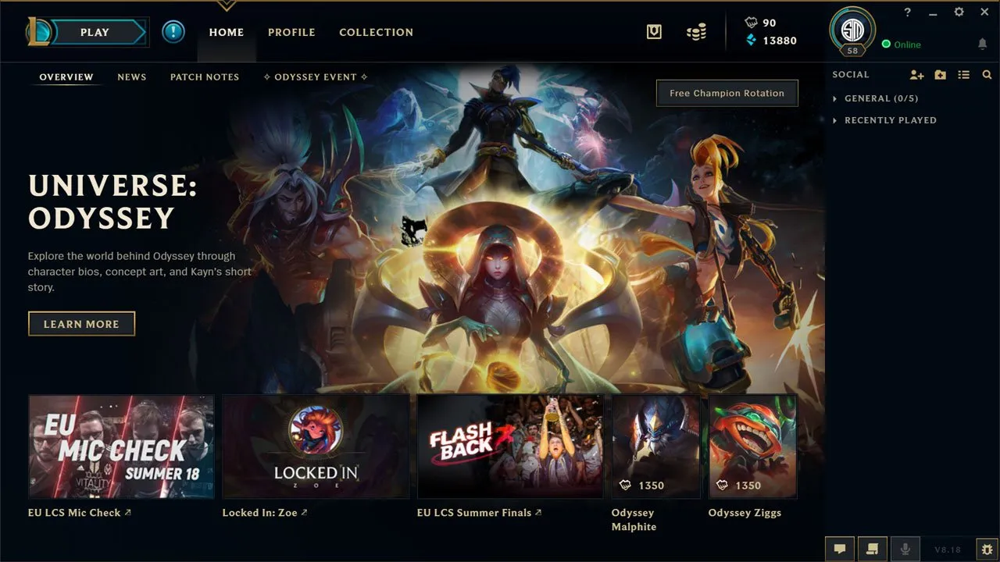 PLAY
HOME
PROFILE
COLLECTION
90
13880
58
Online
OVERVIEW
NEWS
PATCH NOTES
ODYSSEY EVENT
Free Champion Rotation
SOCIAL
GENERAL (0/5)
RECENTLY PLAYED
UNIVERSE:
ODYSSEY
Explore the world behind Odyssey through
character bios, concept art, and Kayn's short
story.
LEARN MORE
EU
MIC CHECK
SUMMER 18
VITALITY
EU LCS Mic Check
LOCKED IN
ZOE
Locked In: Zoe
FLASH
BACK
EU LCS Summer Finals
1350
Odyssey
Malphite
1350
Odyssey Ziggs
V8.18